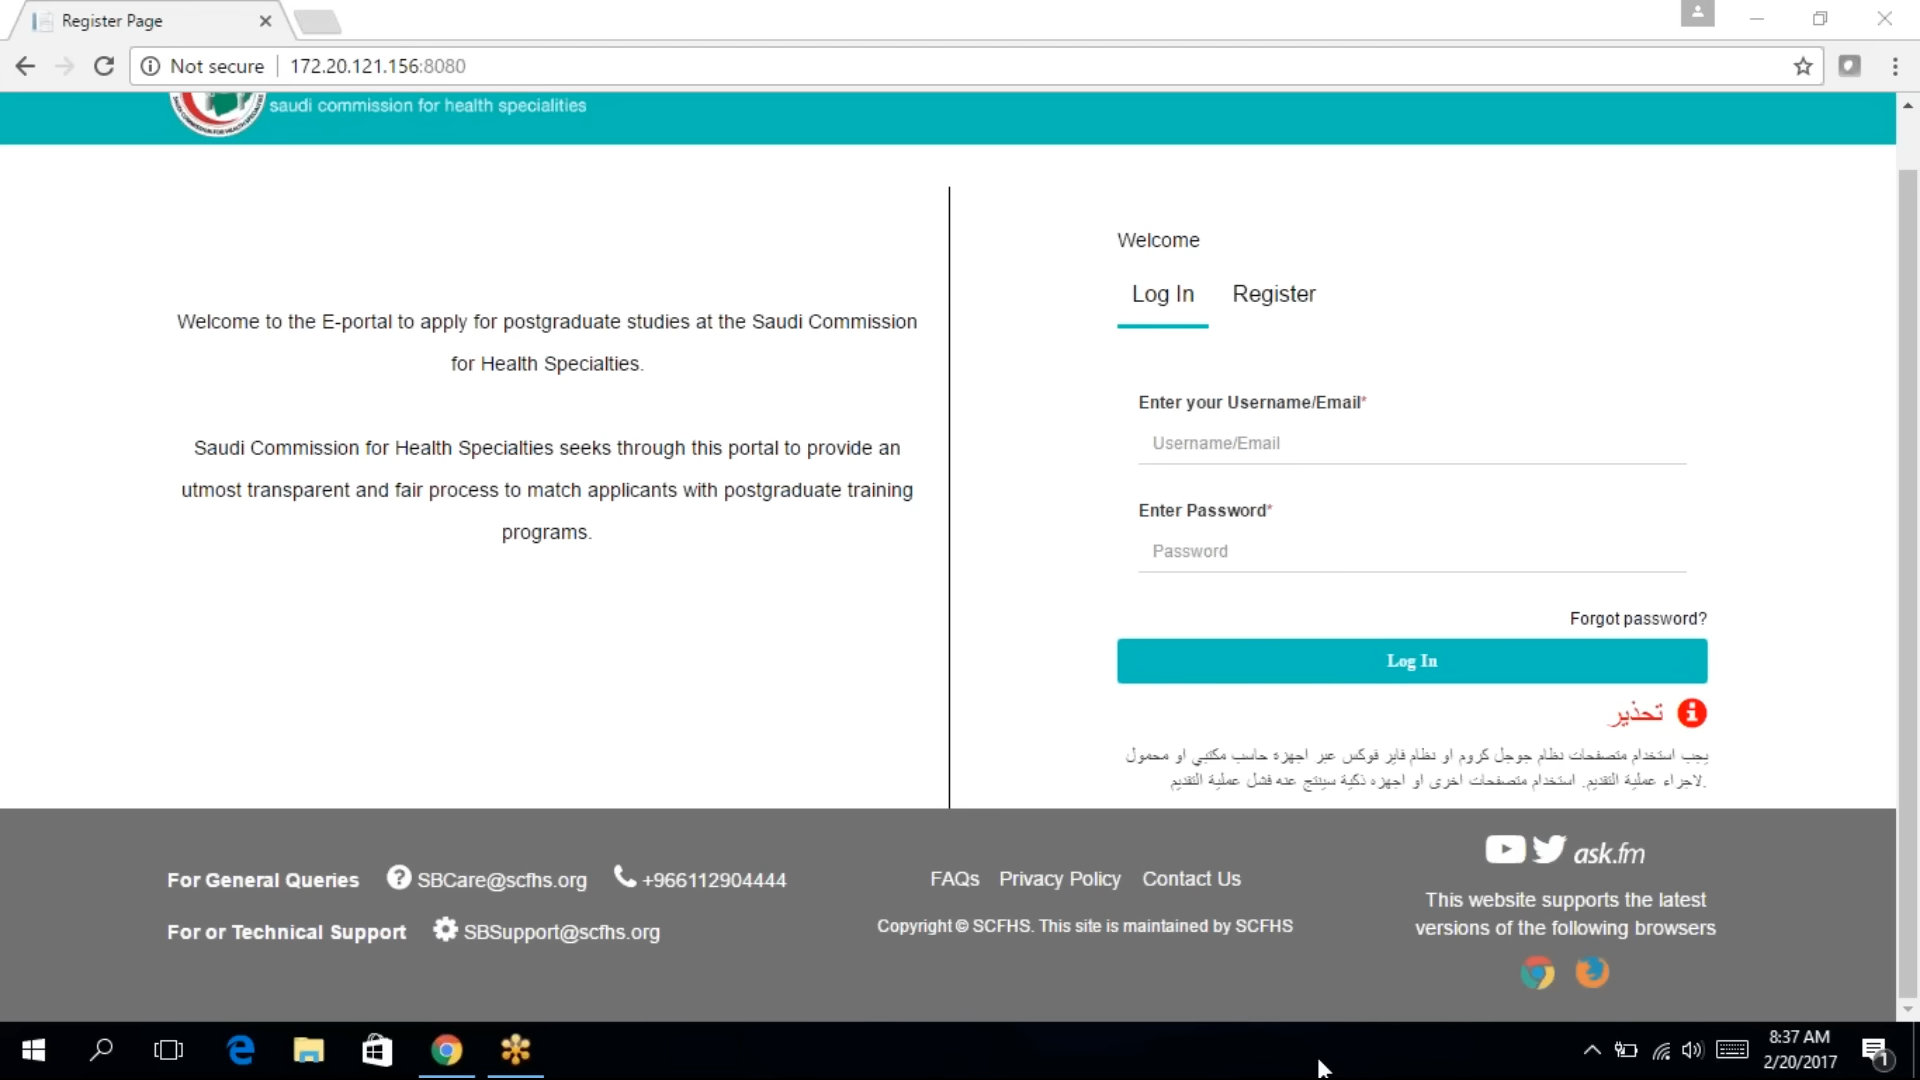 Register Page
Not secure
172.20.121.156:8080
saudi commission for health specialities
Welcome to the E-portal to apply for postgraduate studies at the Saudi Commission
for Health Specialties.
Saudi Commission for Health Specialties seeks through this portal to provide an
utmost transparent and fair process to match applicants with postgraduate training
programs.
Welcome
Log In
Register
Enter your Username/Email*
Username/Email
Enter Password*
Password
Forgot password?
Log In
تحذير
يجب استخدام متصفحات نظام جوجل كروم او نظام فاير فوكس عبر اجهزة حاسب مكتبي او محمول
لاجراء عملية التقديم. استخدام متصفحات اخرى او اجهزه ذكية سينتج عنه فشل عملية التقديم.
For General Queries
SBCare@scfhs.org
+966112904444
For or Technical Support
SBSupport@scfhs.org
FAQs
Privacy Policy
Contact Us
Copyright © SCFHS. This site is maintained by SCFHS
ask.fm
This website supports the latest
versions of the following browsers
8:37 AM
2/20/2017
1